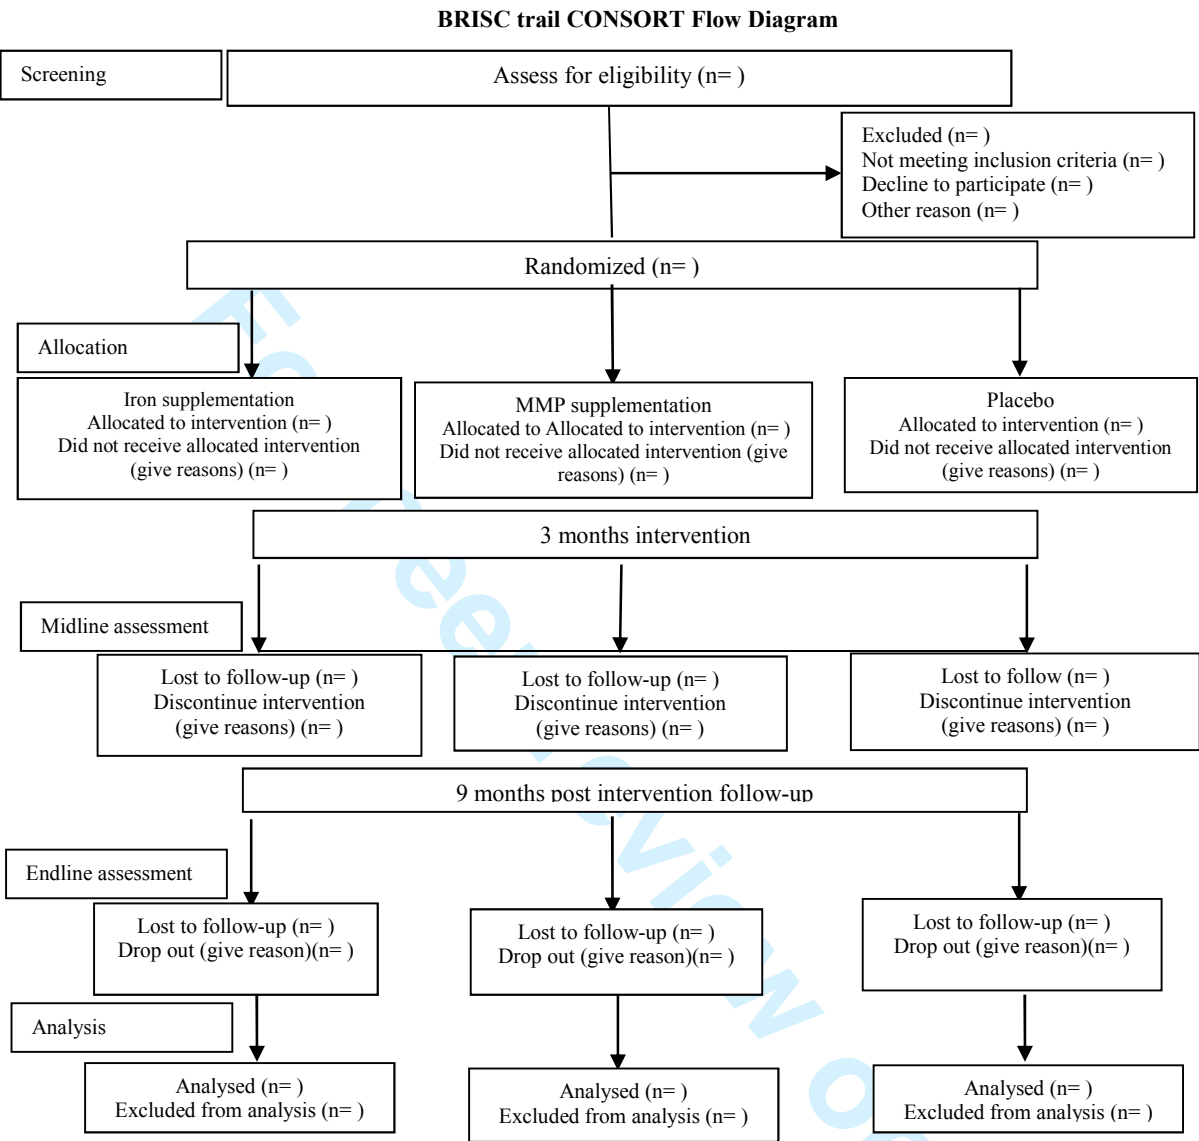 BRISC trail CONSORT Flow Diagram
Screening
Assess for eligibility (n= )
Excluded (n= )
Not meeting inclusion criteria (n= )
Decline to participate (n= )
Other reason (n= )
Randomized (n= )
Allocation
Iron supplementation
Allocated to intervention (n= )
Did not receive allocated intervention
(give reasons) (n= )
MMP supplementation
Allocated to Allocated to intervention (n= )
Did not receive allocated intervention (give
reasons) (n= )
Placebo
Allocated to intervention (n= )
Did not receive allocated intervention
(give reasons) (n= )
3 months intervention
Midline assessment
Lost to follow-up (n= )
Discontinue intervention
(give reasons) (n= )
Lost to follow-up (n= )
Discontinue intervention
(give reasons) (n= )
Lost to follow (n= )
Discontinue intervention
(give reasons) (n= )
9 months post intervention follow-up
Endline assessment
Lost to follow-up (n= )
Drop out (give reason)(n= )
Lost to follow-up (n= )
Drop out (give reason)(n= )
Lost to follow-up (n= )
Drop out (give reason)(n= )
Analysis
Analysed (n= )
Excluded from analysis (n= )
Analysed (n= )
Excluded from analysis (n= )
Analysed (n= )
Excluded from analysis (n= )